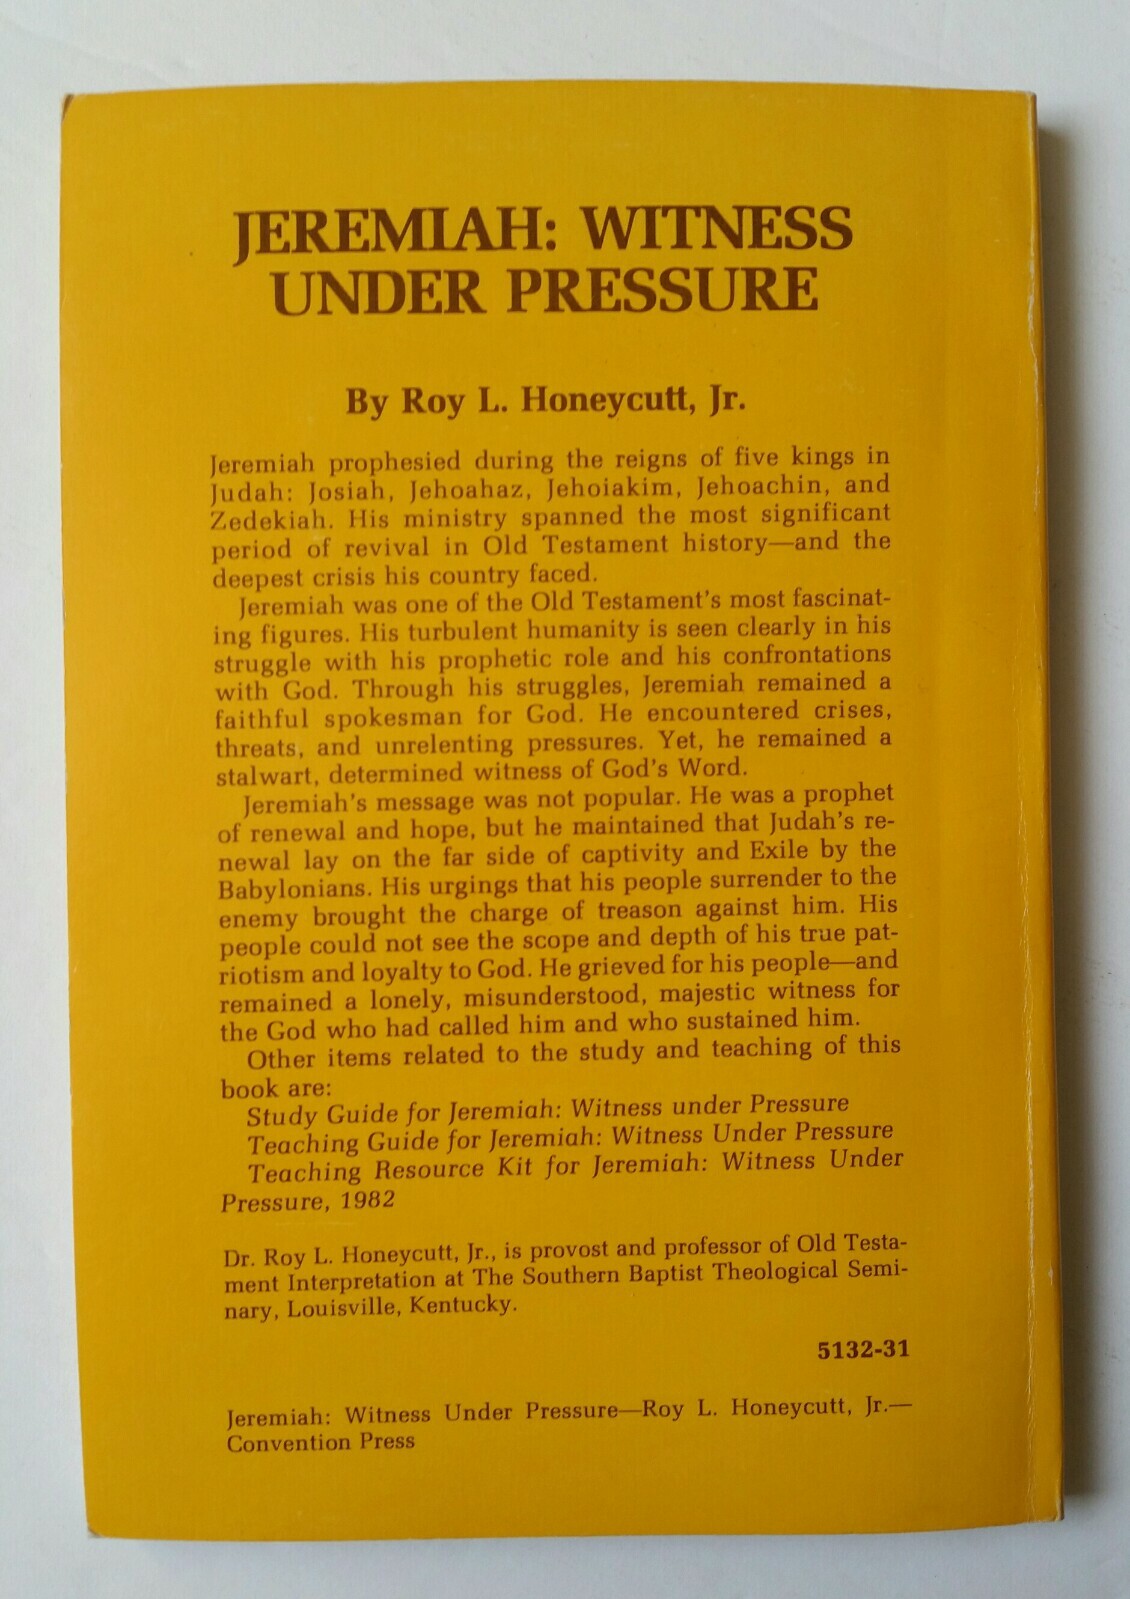 JEREMIAH: WITNESS
UNDER PRESSURE
By Roy L. Honeycutt, Jr.
Jeremiah prophesied during the reigns of five kings in
Judah: Josiah, Jehoahaz, Jehoiakim, Jehoachin, and
Zedekiah. His ministry spanned the most significant
period of revival in Old Testament history—and the
deepest crisis his country faced.
Jeremiah was one of the Old Testament's most fascinat-
ing figures. His turbulent humanity is seen clearly in his
struggle with his prophetic role and his confrontations
with God. Through his struggles, Jeremiah remained a
faithful spokesman for God. He encountered crises,
threats, and unrelenting pressures. Yet, he remained a
stalwart, determined witness of God's Word.
Jeremiah's message was not popular. He was a prophet
of renewal and hope, but he maintained that Judah's re-
newal lay on the far side of captivity and Exile by the
Babylonians. His urgings that his people surrender to the
enemy brought the charge of treason against him. His
people could not see the scope and depth of his true pat-
riotism and loyalty to God. He grieved for his people—and
remained a lonely, misunderstood, majestic witness for
the God who had called him and who sustained him.
Other items related to the study and teaching of this
book are:
Study Guide for Jeremiah: Witness under Pressure
Teaching Guide for Jeremiah: Witness Under Pressure
Teaching Resource Kit for Jeremiah: Witness Under
Pressure, 1982
Dr. Roy L. Honeycutt, Jr., is provost and professor of Old Testa-
ment Interpretation at The Southern Baptist Theological Semi-
nary, Louisville, Kentucky.
5132-31
Jeremiah: Witness Under Pressure—Roy L. Honeycutt, Jr.—
Convention Press